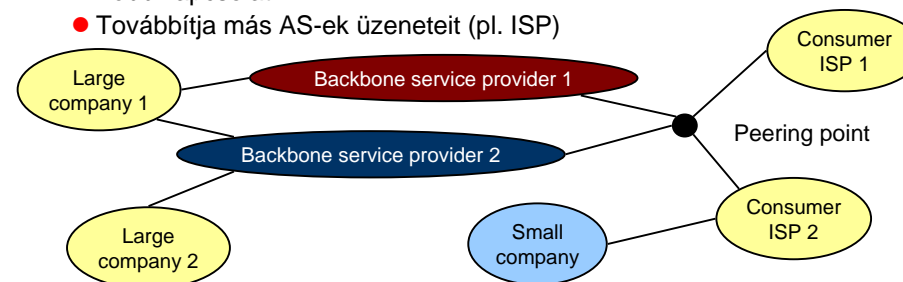 ● Továbbítja más AS-ek üzeneteit (pl. ISP)
Consumer
ISP 1
Large
company 1
Backbone service provider 1
Peering point
Backbone service provider 2
Consumer
ISP 2
Large
company 2
Small
company